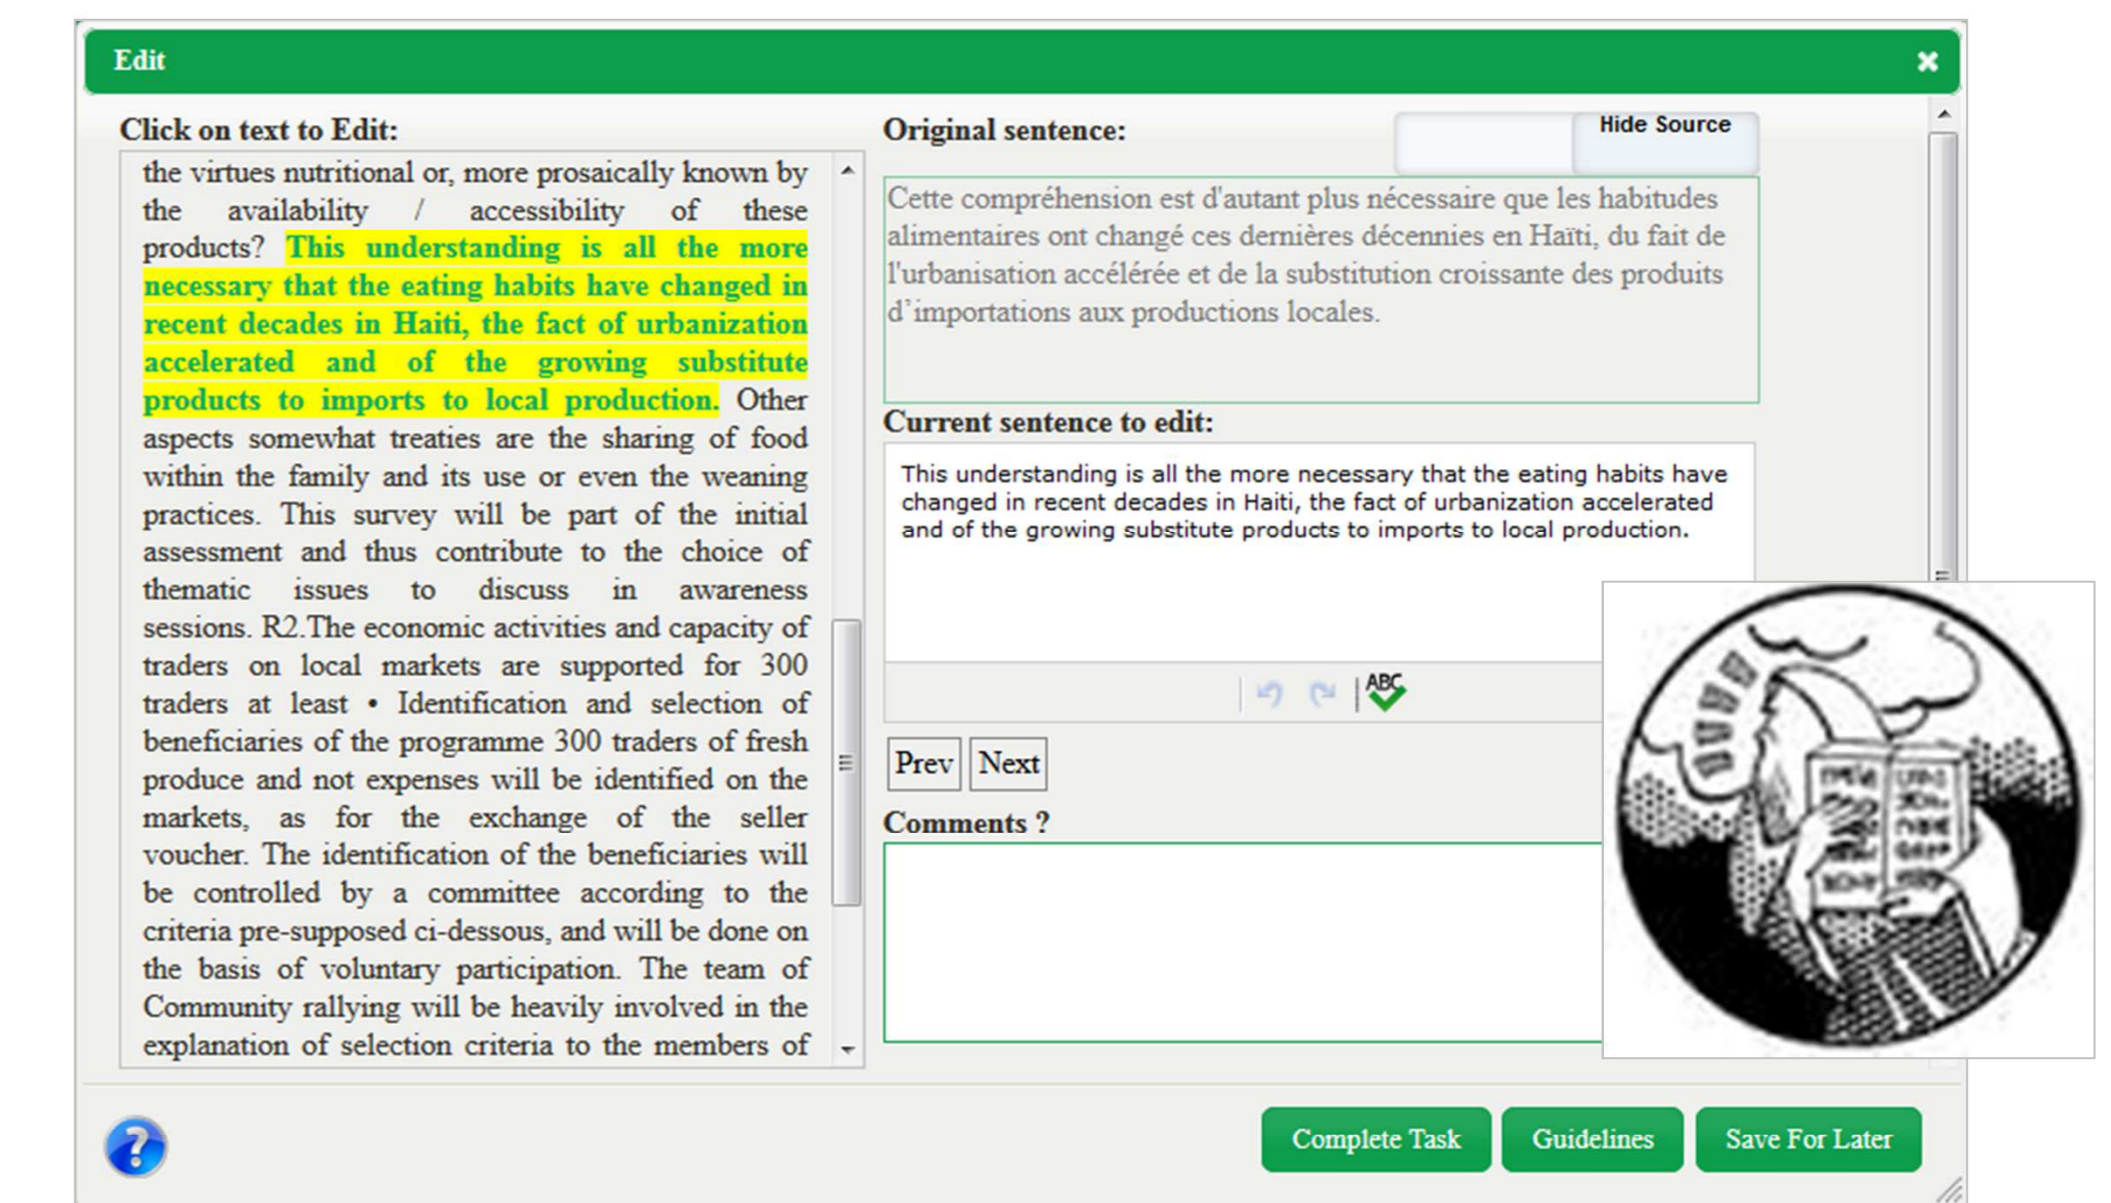 Edit
Click on text to Edit:
the virtues nutritional or, more prosaically known by
the availability / accessibility of these
products? This understanding is all the more
necessary that the eating habits have changed in
recent decades in Haiti, the fact of urbanization
accelerated and of the growing substitute
products to imports to local production. Other
aspects somewhat treaties are the sharing of food
within the family and its use or even the weaning
practices. This survey will be part of the initial
assessment and thus contribute to the choice of
thematic issues to discuss in awareness
sessions. R2.The economic activities and capacity of
traders on local markets are supported for 300
traders at least • Identification and selection of
beneficiaries of the programme 300 traders of fresh
produce and not expenses will be identified on the
markets, as for the exchange of the seller
voucher. The identification of the beneficiaries will
be controlled by a committee according to the
criteria pre-supposed ci-dessous, and will be done on
the basis of voluntary participation. The team of
Community rallying will be heavily involved in the
explanation of selection criteria to the members of
Original sentence:
Hide Source
Cette compréhension est d'autant plus nécessaire que les habitudes
alimentaires ont changé ces dernières décennies en Haïti, du fait de
l'urbanisation accélérée et de la substitution croissante des produits
d’importations aux productions locales.
Current sentence to edit:
This understanding is all the more necessary that the eating habits have
changed in recent decades in Haiti, the fact of urbanization accelerated
and of the growing substitute products to imports to local production.
ABC
Prev Next
Comments ?
Complete Task Guidelines Save For Later